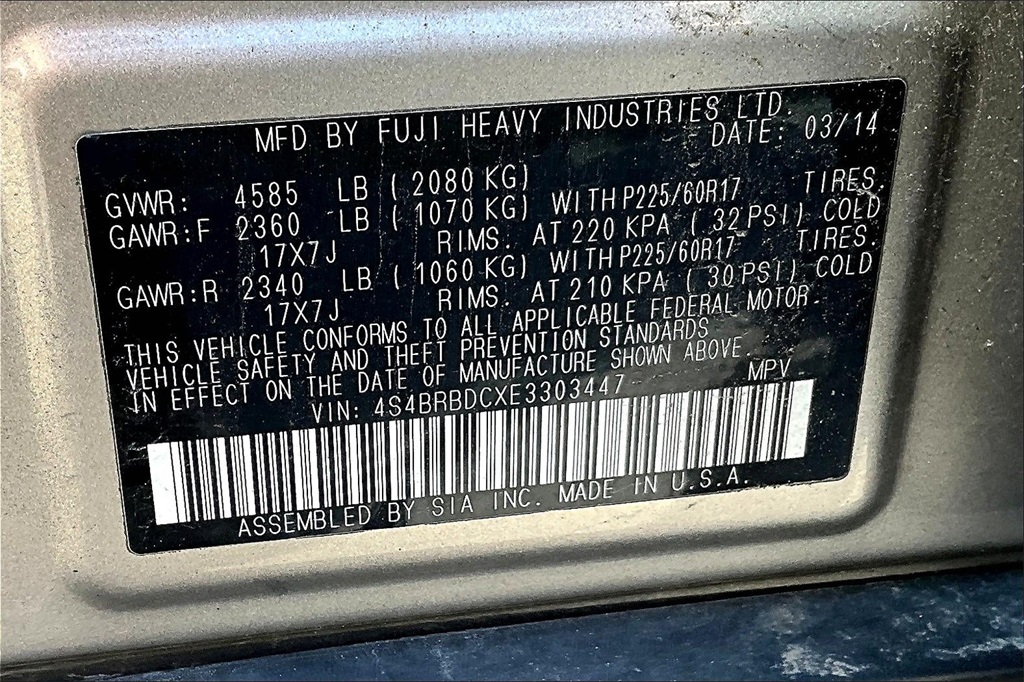 MFD BY FUJI HEAVY INDUSTRIES LTD.
DATE: 03/14
GVWR: 4585 LB ( 2080 KG)
GAWR:F 2360 LB ( 1070 KG) WITH P225/60R17 TIRES.
17X7J RIMS. AT 220 KPA ( 32 PSI) COLD
GAWR:R 2340 LB ( 1060 KG) WITH P225/60R17 TIRES.
17X7J RIMS. AT 210 KPA ( 30 PSI) COLD
THIS VEHICLE CONFORMS TO ALL APPLICABLE FEDERAL MOTOR-
VEHICLE SAFETY AND THEFT PREVENTION STANDARDS
IN EFFECT ON THE DATE OF MANUFACTURE SHOWN ABOVE.
VIN: 4S4BRBDCXE3303447 MPV
ASSEMBLED BY SIA INC. MADE IN U.S.A.